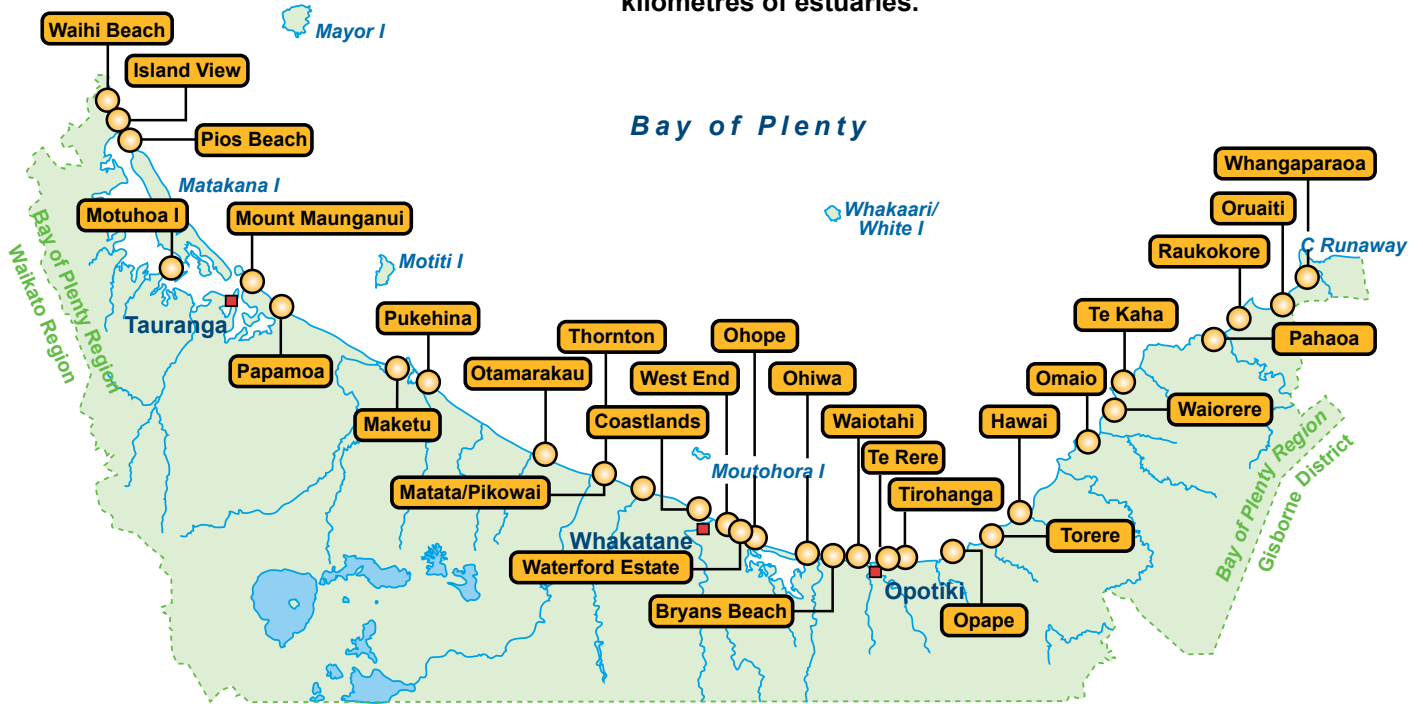 kilometres of estuaries.
Waihi Beach
Mayor I
Island View
Bay of Plenty
Pios Beach
Whangaparaoa
Matakana I
Oruaiti
Motuhoa I
Mount Maunganui
Whakaari/
White I
C Runaway
Raukokore
Motiti I
Bay of Plenty Region
Waikato Region
Te Kaha
Tauranga
Pukehina
Thornton
Ohope
Pahaoa
Papamoa
Otamarakau
West End
Ohiwa
Omaio
Maketu
Coastlands
Waiotahi
Hawai
Waiorere
Te Rere
Moutohora I
Matata/Pikowai
Tirohanga
Bay of Plenty Region
Gisborne District
Whakatane
Torere
Waterford Estate
Opotiki
Bryans Beach
Opape